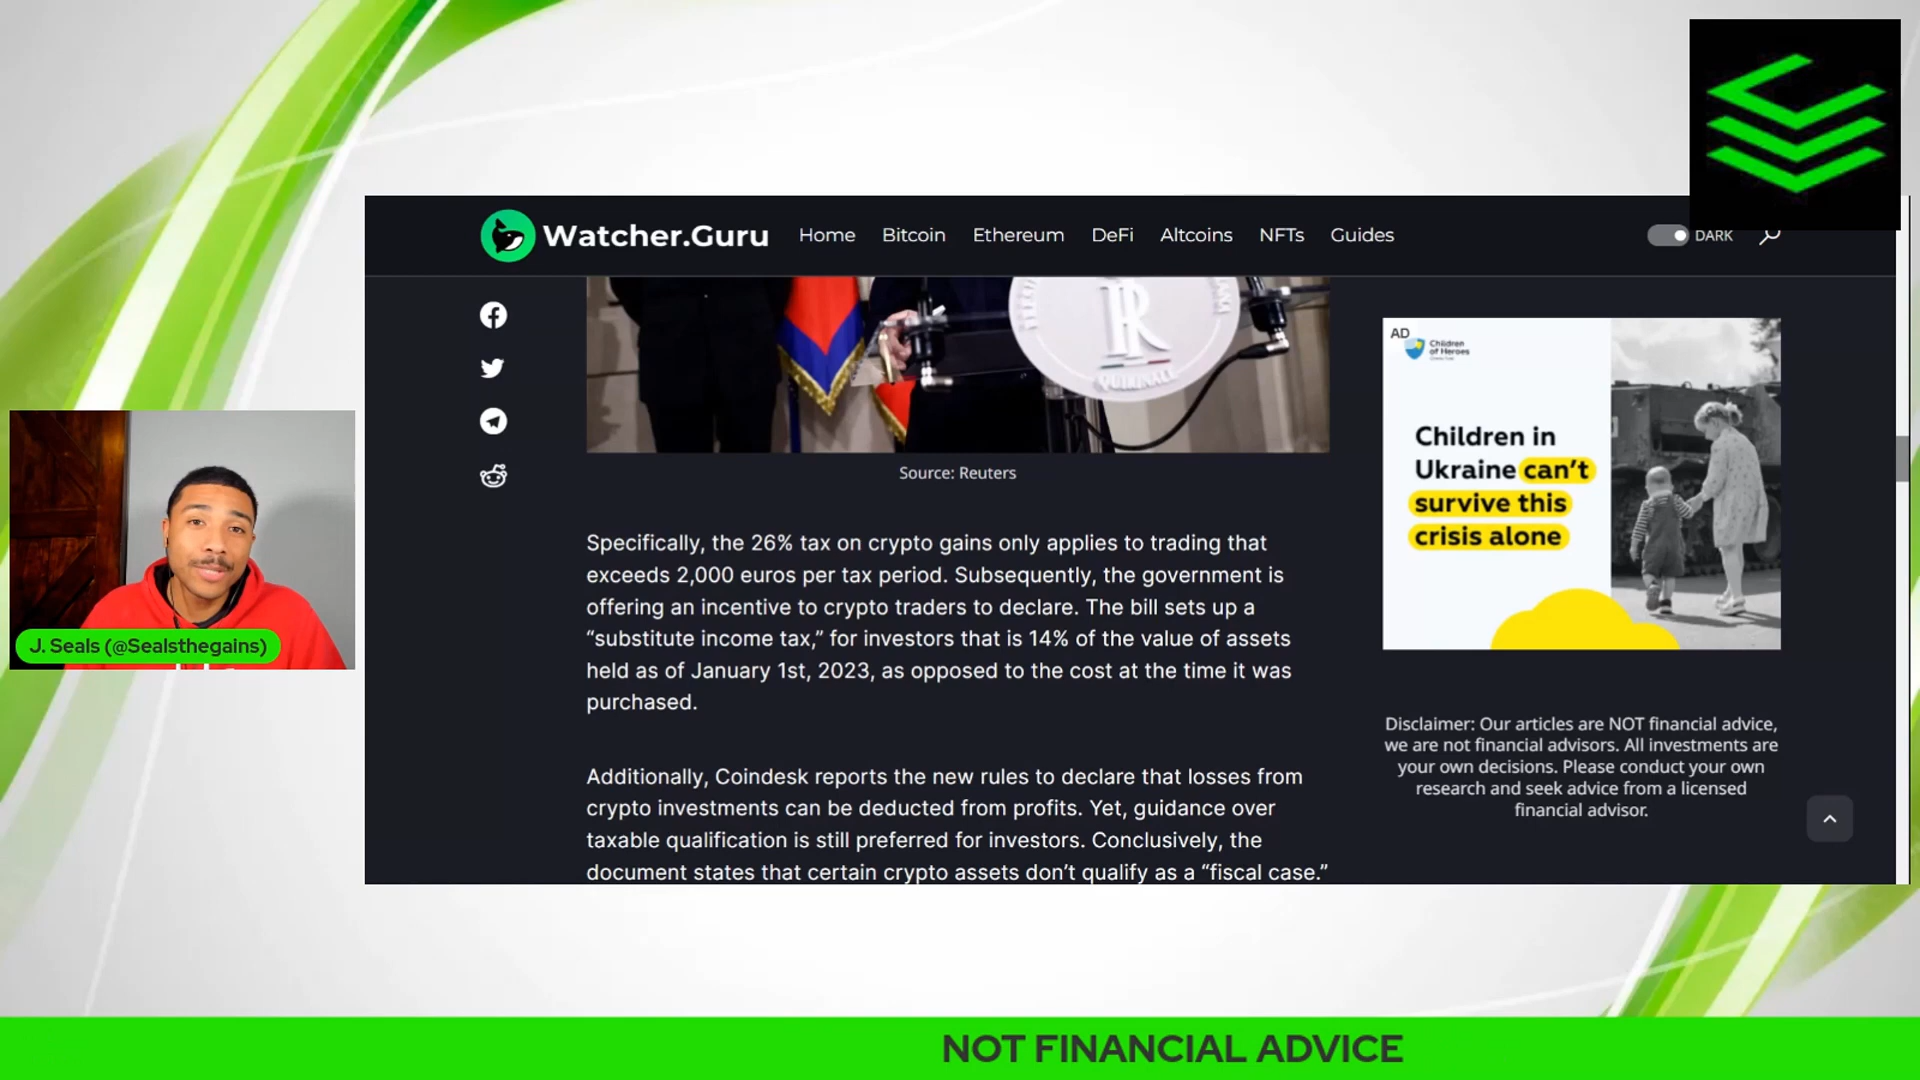 Watcher.Guru
Home Bitcoin Ethereum DeFi Altcoins NFTs Guides
DARK
QUIRINALE
Source: Reuters
Specifically, the 26% tax on crypto gains only applies to trading that
exceeds 2,000 euros per tax period. Subsequently, the government is
offering an incentive to crypto traders to declare. The bill sets up a
“substitute income tax,” for investors that is 14% of the value of assets
held as of January 1st, 2023, as opposed to the cost at the time it was
purchased.
Additionally, Coindesk reports the new rules to declare that losses from
crypto investments can be deducted from profits. Yet, guidance over
taxable qualification is still preferred for investors. Conclusively, the
document states that certain crypto assets don’t qualify as a “fiscal case.”
AD
Children
of Heroes
Children in
Ukraine can’t
survive this
crisis alone
Disclaimer: Our articles are NOT financial advice,
we are not financial advisors. All investments are
your own decisions. Please conduct your own
research and seek advice from a licensed
financial advisor.
J. Seals (@Sealsthegains)
NOT FINANCIAL ADVICE